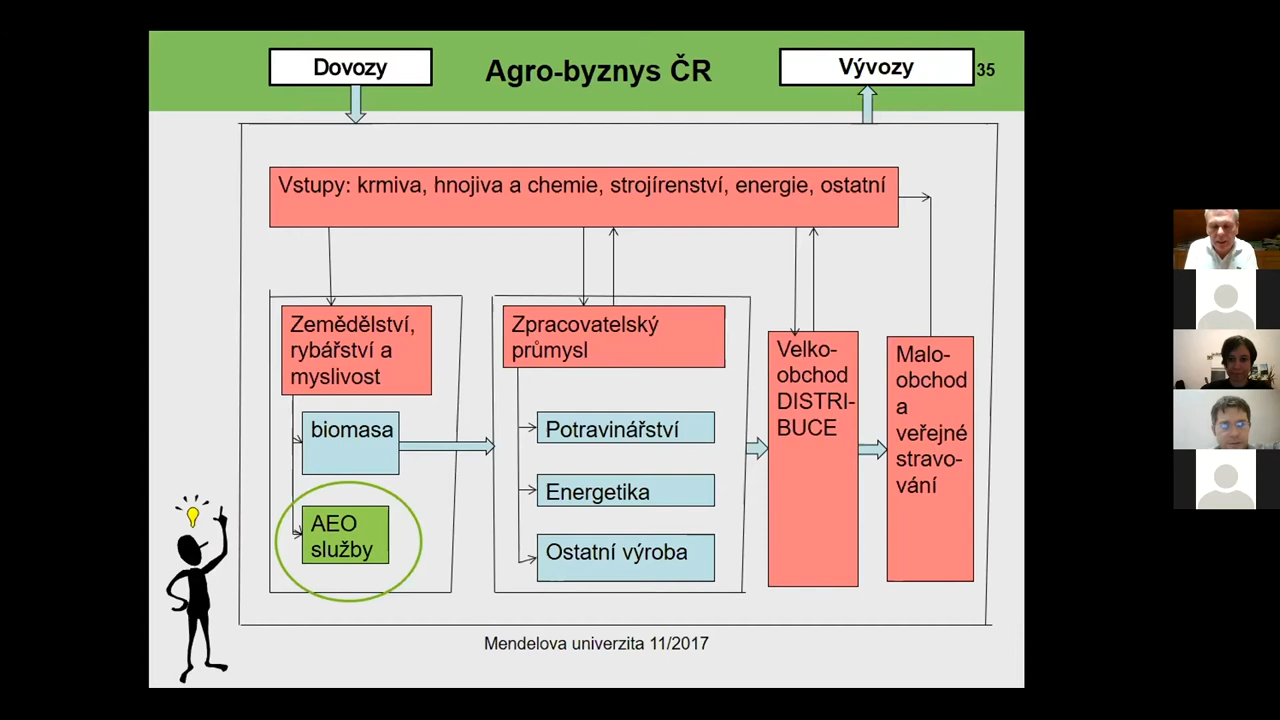 Dovozy
Agro-byznys ČR
Vývozy
35
Vstupy: krmiva, hnojiva a chemie, strojírenství, energie, ostatní
Zemědělství,
rybářství a
myslivost
biomasa
AEO
služby
Zpracovatelský
průmysl
Potravinářství
Energetika
Ostatní výroba
Velko-
obchod
DISTRI-
BUCE
Malo-
obchod
a
veřejné
stravo-
vání
Mendelova univerzita 11/2017